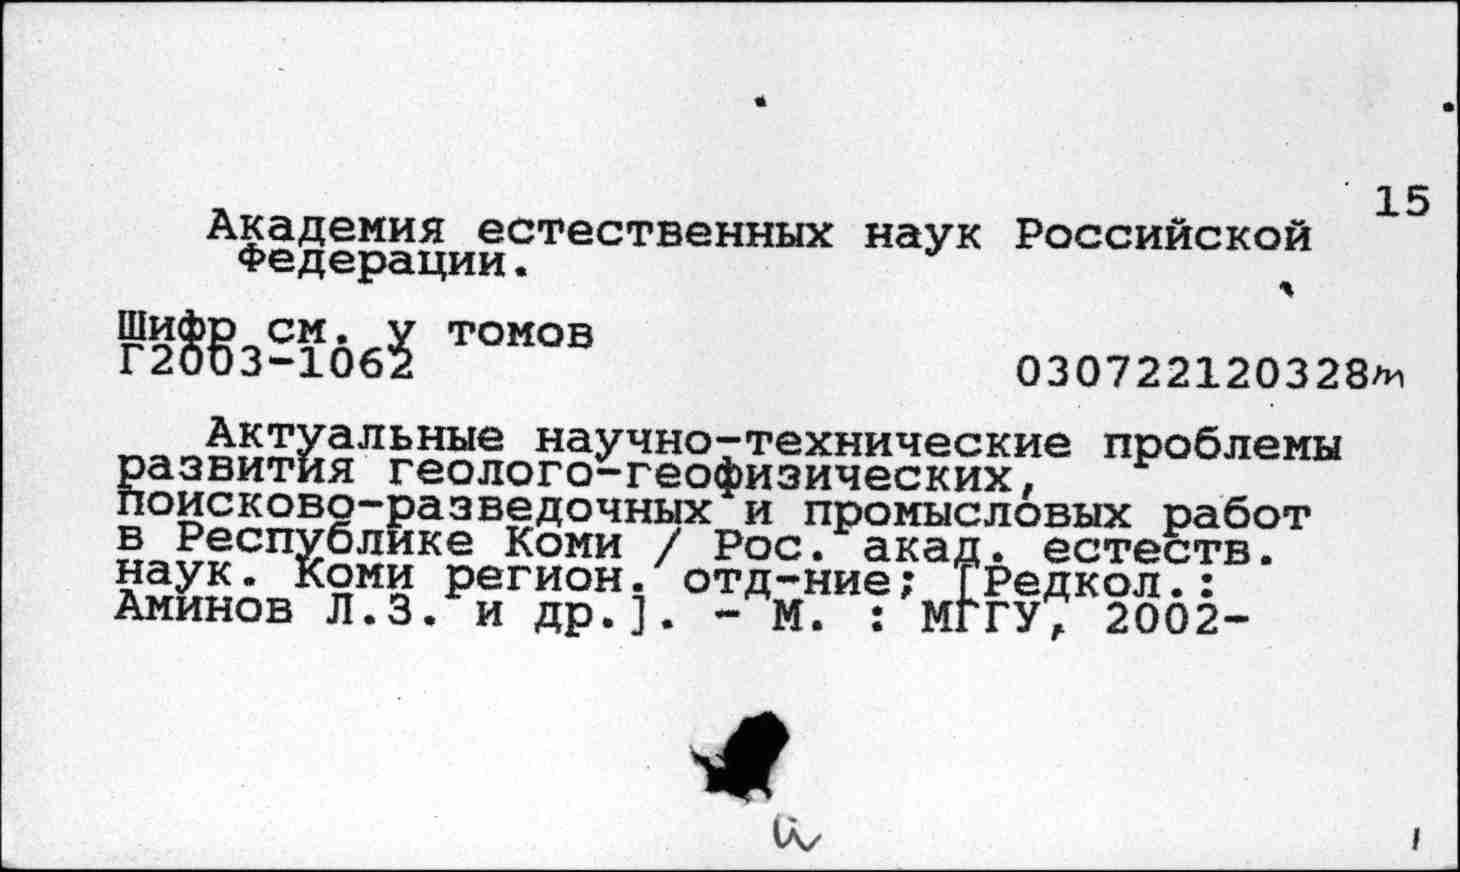 15
Академия естественных наук Российской
Федерации.
Шифр см. у томов
Г2003-1062
030722120328
Актуальные научно-технические проблемы
развития геолого-геофизических,
поисково-разведочных и промысловых работ
в Республике Коми / Рос. акад. естеств.
наук. Коми регион. отд-ние; [Редкол.:
Аминов Л.З. и др.]. - М. : МГГУ, 2002-